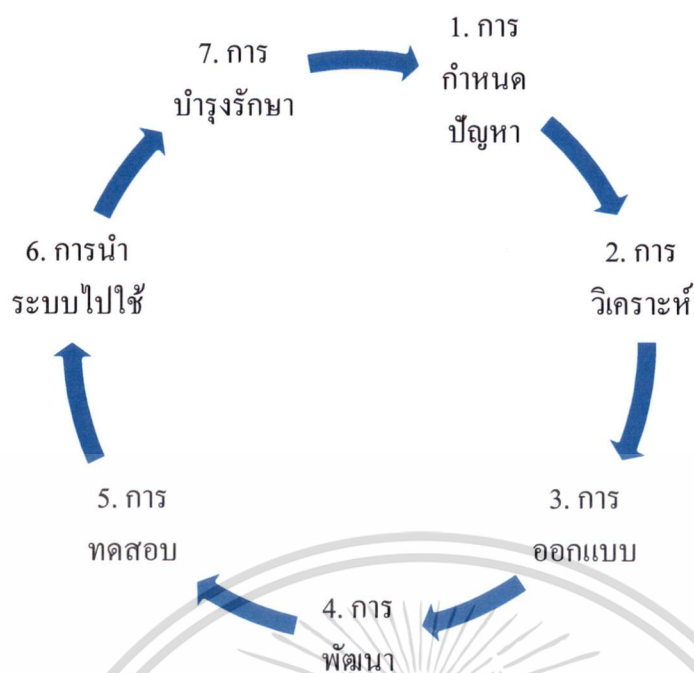 1. การ
กำหนด
ปัญหา
2. การ
วิเคราะห์
3. การ
ออกแบบ
4. การ
พัฒนา
5. การ
ทดสอบ
6. การนำ
ระบบไปใช้
7. การ
บำรุงรักษา